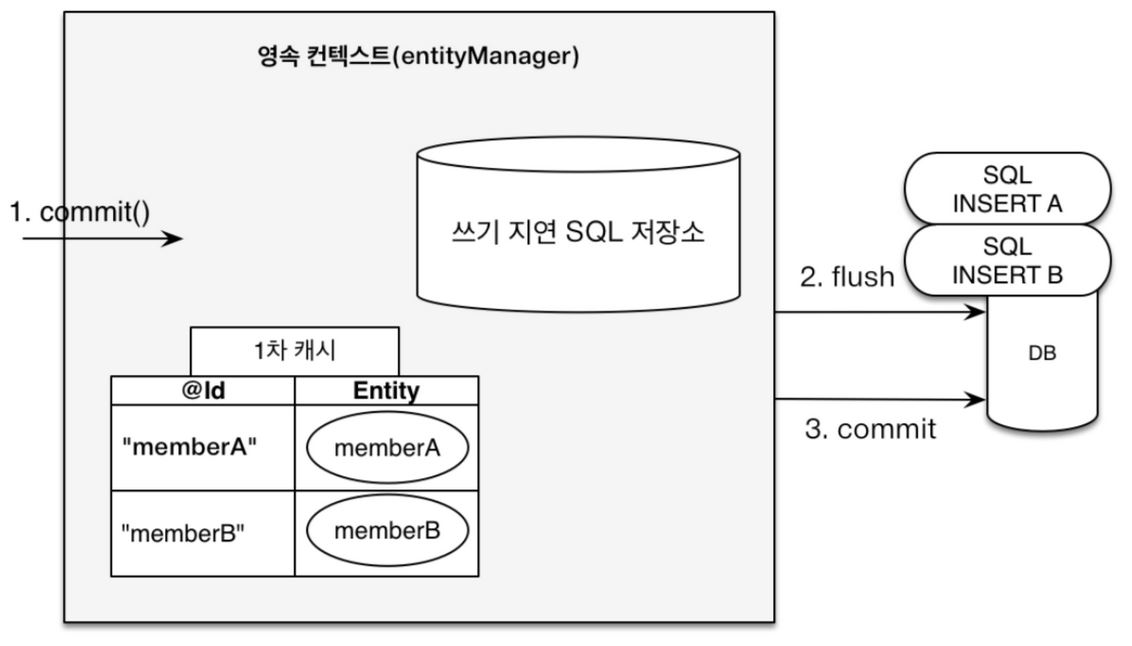 영속 컨텍스트(entityManager)
1. commit()
쓰기 지연 SQL 저장소
SQL
INSERT A
SQL
INSERT B
2. flush
DB
3. commit
1차 캐시
@Id
Entity
"memberA"
memberA
"memberB"
memberB